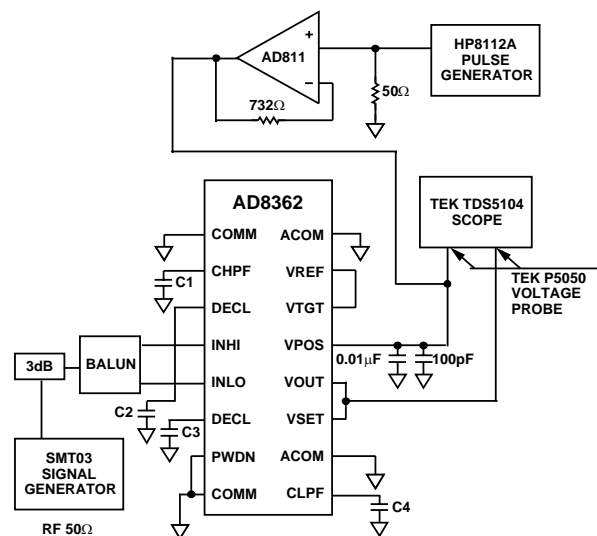 +
AD811
−
732Ω
50Ω
HP8112A
PULSE
GENERATOR
AD8362
COMM
ACOM
CHPF
VREF
C1
DECL
VTGT
INHI
VPOS
INLO
VOUT
DECL
VSET
PWDN
ACOM
COMM
CLPF
TEK TDS5104
SCOPE
TEK P5050
VOLTAGE
PROBE
0.01μF
100pF
3dB
BALUN
C2
C3
SMT03
SIGNAL
GENERATOR
C4
RF 50Ω